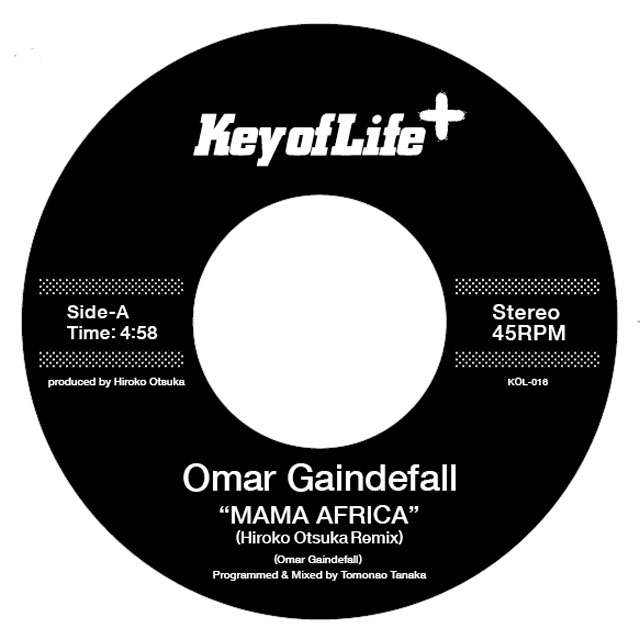 KeyofLife+
Side-A
Time: 4:58
Stereo
45RPM
produced by Hiroko Otsuka
KOL-016
Omar Gaindefall
“MAMA AFRICA”
(Hiroko Otsuka Remix)
(Omar Gaindefall)
Programmed & Mixed by Tomonao Tanaka